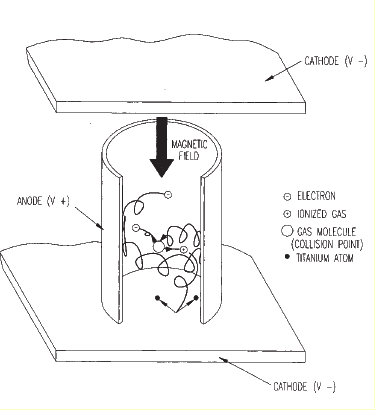 CATHODE (V −)
MAGNETIC
FIELD
ANODE (V +)
ELECTRON
IONIZED GAS
GAS MOLECULE
(COLLISION POINT)
TITANIUM ATOM
CATHODE (V −)